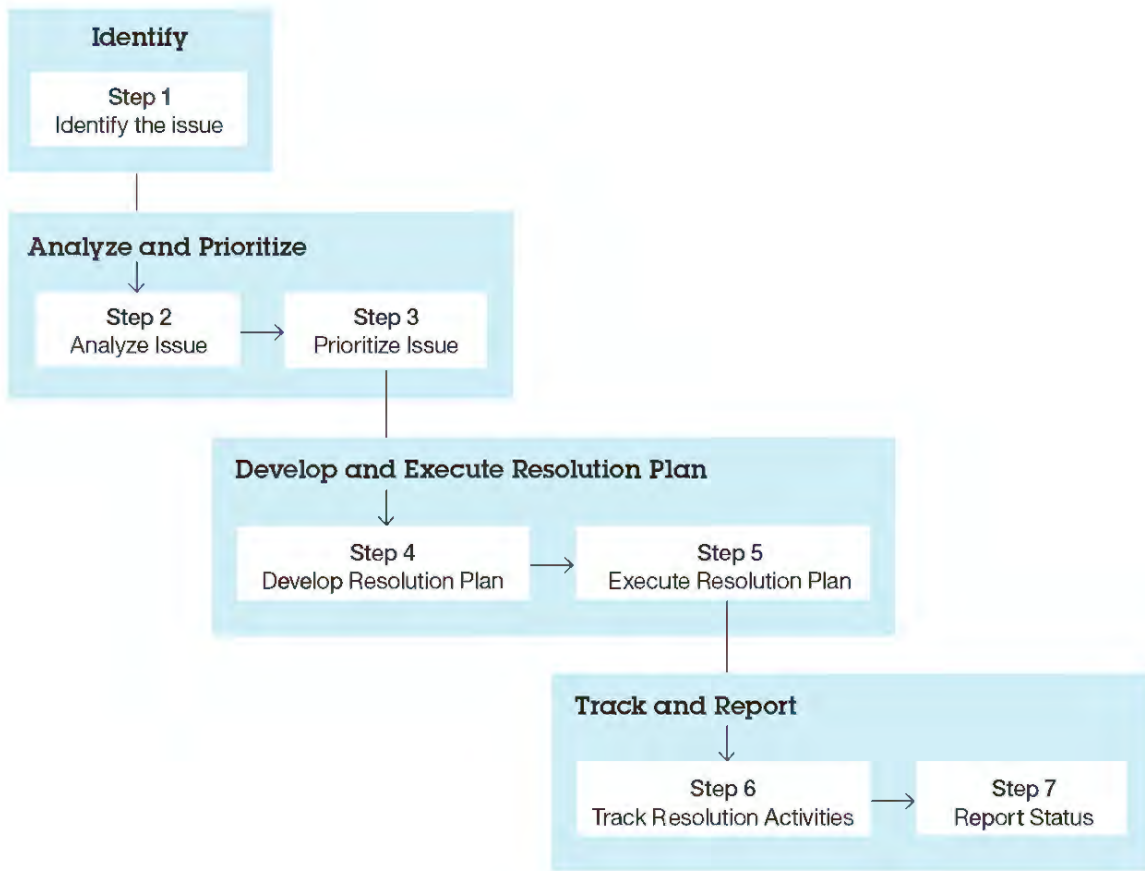 Identify
Step 1
Identify the issue
Analyze and Prioritize
Step 2
Analyze Issue
Step 3
Prioritize Issue
Develop and Execute Resolution Plan
Step 4
Develop Resolution Plan
Step 5
Execute Resolution Plan
Track and Report
Step 6
Track Resolution Activities
Step 7
Report Status